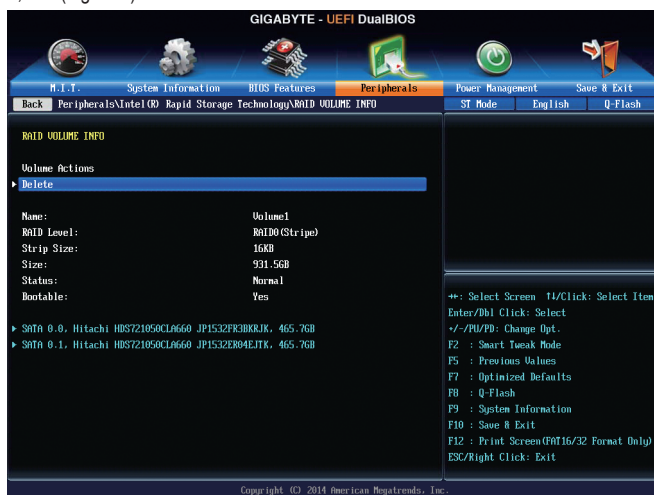 GIGABYTE - UEFI DualBIOS
M.I.T. System Information BIOS Features Peripherals Power Management Save & Exit
Back Peripherals\Intel(R) Rapid Storage Technology\RAID VOLUME INFO ST Mode English Q-Flash
RAID VOLUME INFO
Volume Actions
Delete
Name: Volume1
RAID Level: RAID0(Stripe)
Strip Size: 16KB
Size: 931.5GB
Status: Normal
Bootable: Yes
SATA 0.0, Hitachi HDS721050CLA660 JP1532FR3BKRJK, 465.7GB
SATA 0.1, Hitachi HDS721050CLA660 JP1532ER04EJTK, 465.7GB
→←: Select Screen ↑↓/Click: Select Item
Enter/Dbl Click: Select
+/-/PU/PD: Change Opt.
F2 : Smart Tweak Mode
F5 : Previous Values
F7 : Optimized Defaults
F8 : Q-Flash
F9 : System Information
F10 : Save & Exit
F12 : Print Screen(FAT16/32 Format Only)
ESC/Right Click: Exit
Copyright (C) 2014 American Megatrends, Inc.